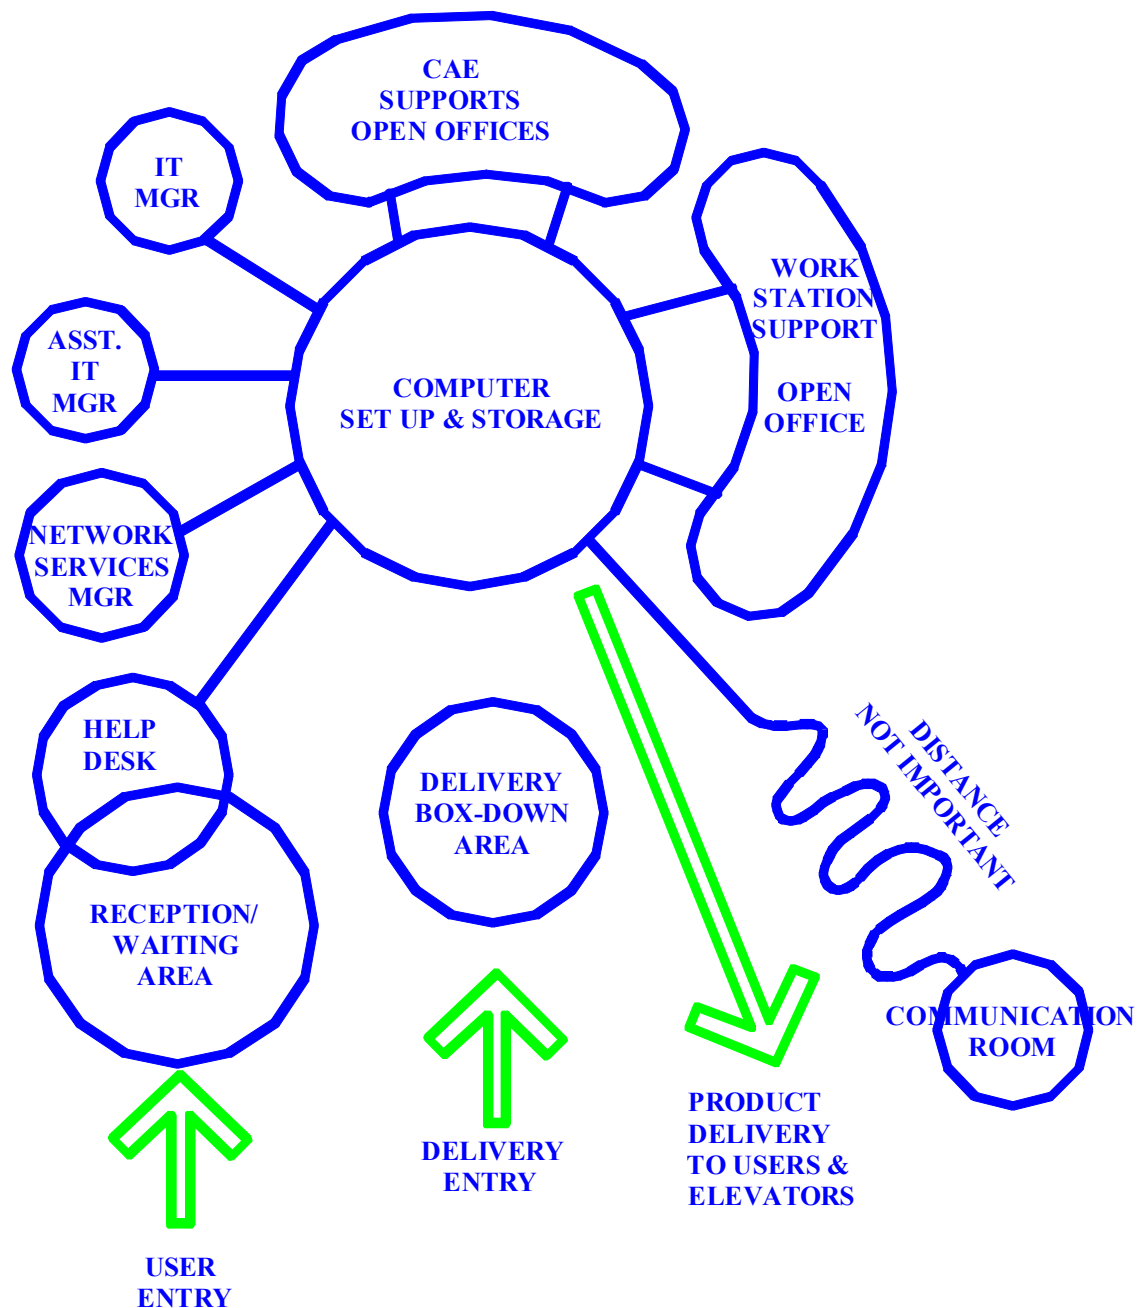 CAE
SUPPORTS
OPEN OFFICES
IT
MGR
WORK
STATION
SUPPORT
OPEN
OFFICE
ASST.
IT
MGR
COMPUTER
SET UP & STORAGE
NETWORK
SERVICES
MGR
HELP
DESK
DELIVERY
BOX-DOWN
AREA
DISTANCE
NOT IMPORTANT
RECEPTION/
WAITING
AREA
COMMUNICATION
ROOM
PRODUCT
DELIVERY
TO USERS &
ELEVATORS
DELIVERY
ENTRY
USER
ENTRY